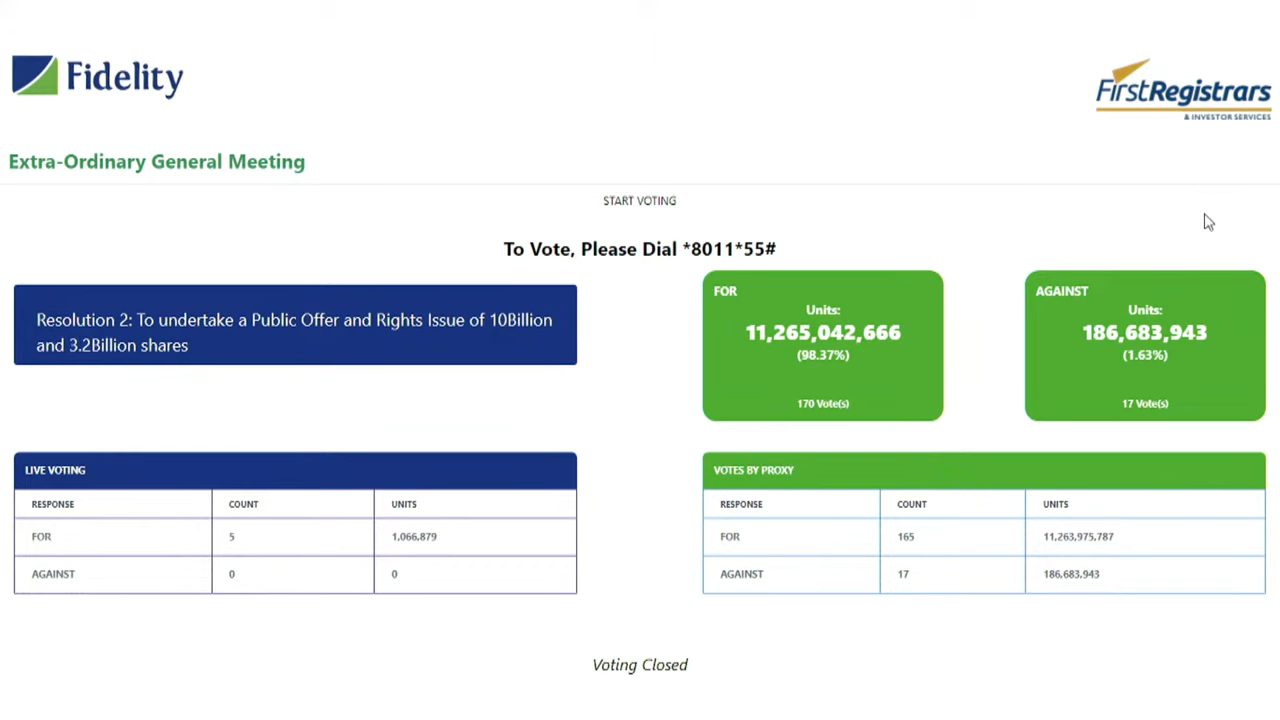 Fidelity
FirstRegistrars
& INVESTOR SERVICES
Extra-Ordinary General Meeting
START VOTING
To Vote, Please Dial *8011*55#
Resolution 2: To undertake a Public Offer and Rights Issue of 10Billion
and 3.2Billion shares
FOR
Units:
11,265,042,666
(98.37%)
170 Vote(s)
AGAINST
Units:
186,683,943
(1.63%)
17 Vote(s)
LIVE VOTING
RESPONSE COUNT UNITS
FOR 5 1,066,879
AGAINST 0 0
VOTES BY PROXY
RESPONSE COUNT UNITS
FOR 165 11,263,975,787
AGAINST 17 186,683,943
Voting Closed